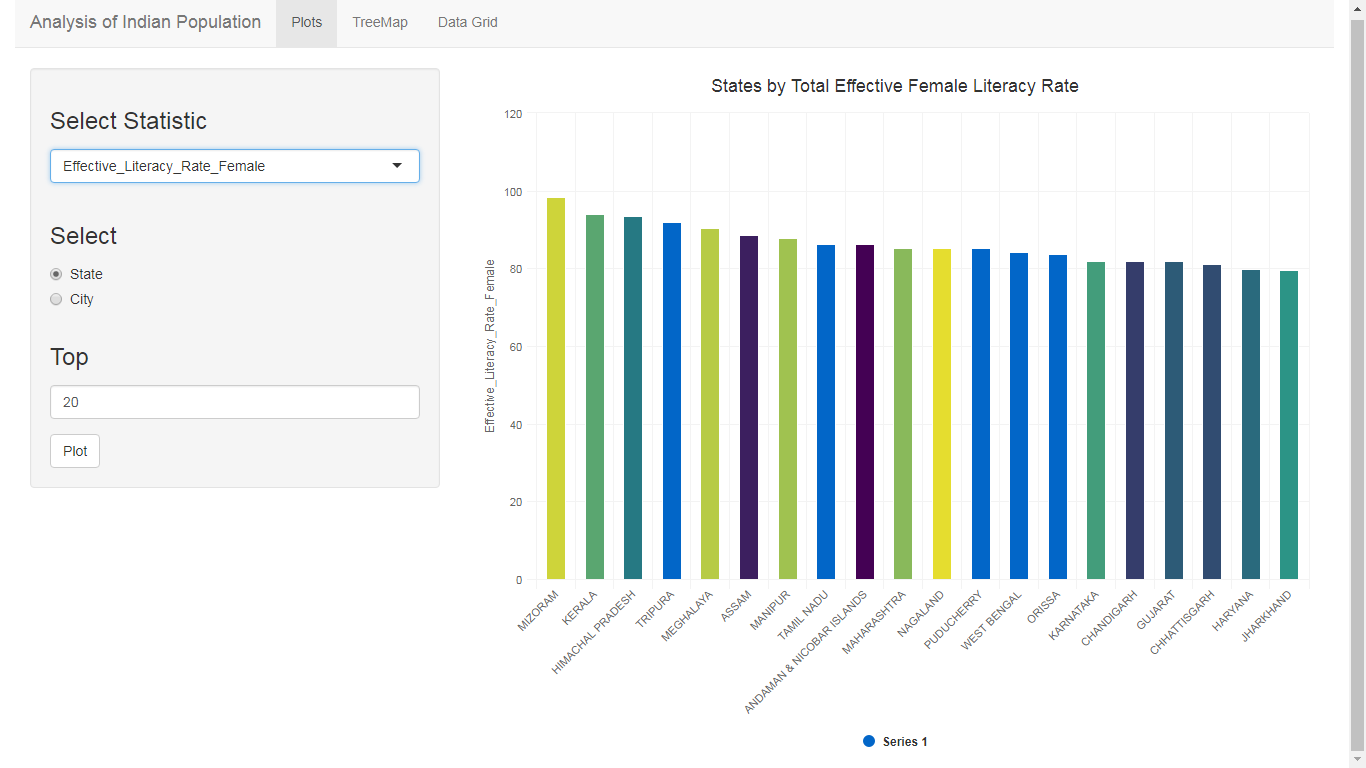 Analysis of Indian Population Plots TreeMap Data Grid
Select Statistic
Effective_Literacy_Rate_Female
Select
State
City
Top
20
Plot
States by Total Effective Female Literacy Rate
Effective_Literacy_Rate_Female
120
100
80
60
40
20
0
MIZORAM
KERALA
HIMACHAL PRADESH
TRIPURA
MEGHALAYA
ASSAM
MANIPUR
TAMIL NADU
ANDAMAN & NICOBAR ISLANDS
MAHARASHTRA
NAGALAND
PUDUCHERRY
WEST BENGAL
ORISSA
KARNATAKA
CHANDIGARH
GUJARAT
CHHATTISGARH
HARYANA
JHARKHAND
Series 1